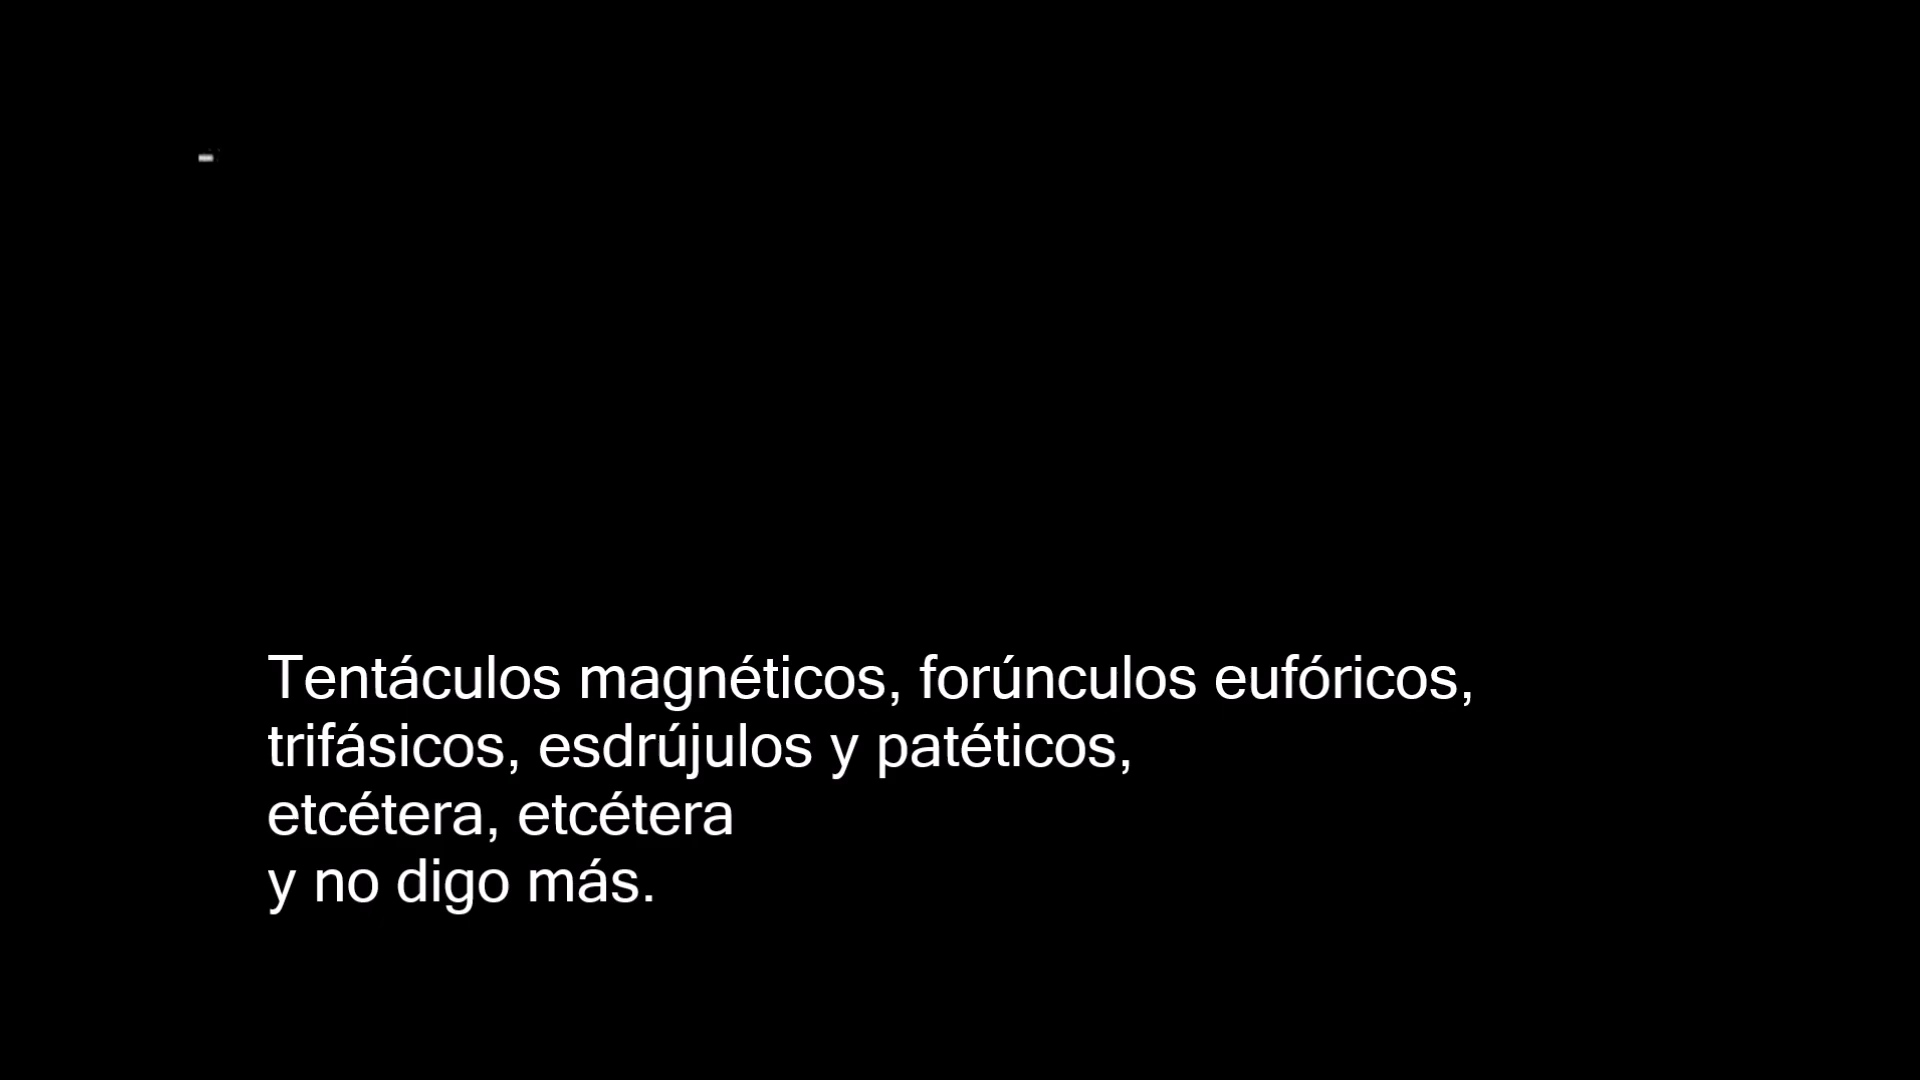 Tentáculos magnéticos, forúnculos eufóricos,
trifásicos, esdrújulos y patéticos,
etcétera, etcétera
y no digo más.